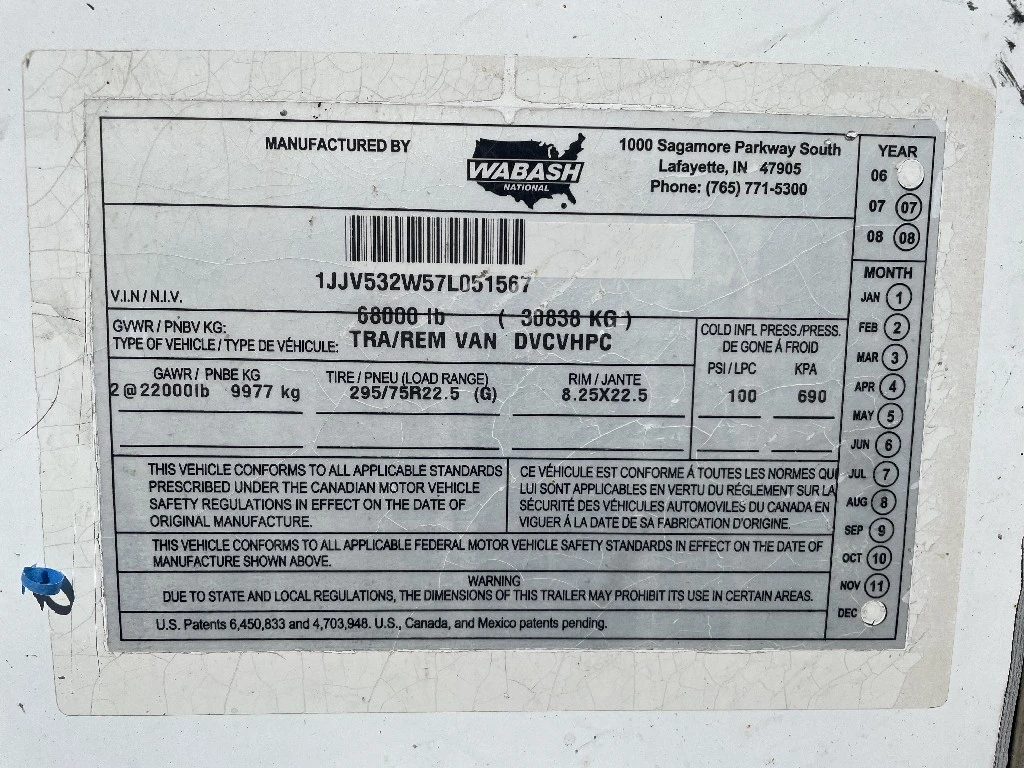 MANUFACTURED BY
WABASH
NATIONAL
1000 Sagamore Parkway South
Lafayette, IN 47905
Phone: (765) 771-5300
1JJV532W57L051567
V.I.N / N.I.V.
68000 lb ( 30838 KG )
GVWR / PNBV KG:
TYPE OF VEHICLE / TYPE DE VÉHICULE: TRA/REM VAN DVCVHPC
GAWR / PNBE KG
2 @ 22000lb 9977 kg
TIRE / PNEU (LOAD RANGE)
295/75R22.5 (G)
RIM / JANTE
8.25X22.5
COLD INFL PRESS./PRESS.
DE GONE À FROID
PSI / LPC KPA
100 690
THIS VEHICLE CONFORMS TO ALL APPLICABLE STANDARDS
PRESCRIBED UNDER THE CANADIAN MOTOR VEHICLE
SAFETY REGULATIONS IN EFFECT ON THE DATE OF
ORIGINAL MANUFACTURE.
CE VÉHICULE EST CONFORME À TOUTES LES NORMES QUI
LUI SONT APPLICABLES EN VERTU DU RÉGLEMENT SUR LA
SÉCURITÉ DES VÉHICULES AUTOMOVILES DU CANADA EN
VIGUER À LA DATE DE SA FABRICATION D'ORIGINE.
THIS VEHICLE CONFORMS TO ALL APPLICABLE FEDERAL MOTOR VEHICLE SAFETY STANDARDS IN EFFECT ON THE DATE OF
MANUFACTURE SHOWN ABOVE.
WARNING
DUE TO STATE AND LOCAL REGULATIONS, THE DIMENSIONS OF THIS TRAILER MAY PROHIBIT ITS USE IN CERTAIN AREAS.
U.S. Patents 6,450,833 and 4,703,948. U.S., Canada, and Mexico patents pending.
YEAR
06
07 07
08 08
MONTH
JAN 1
FEB 2
MAR 3
APR 4
MAY 5
JUN 6
JUL 7
AUG 8
SEP 9
OCT 10
NOV 11
DEC